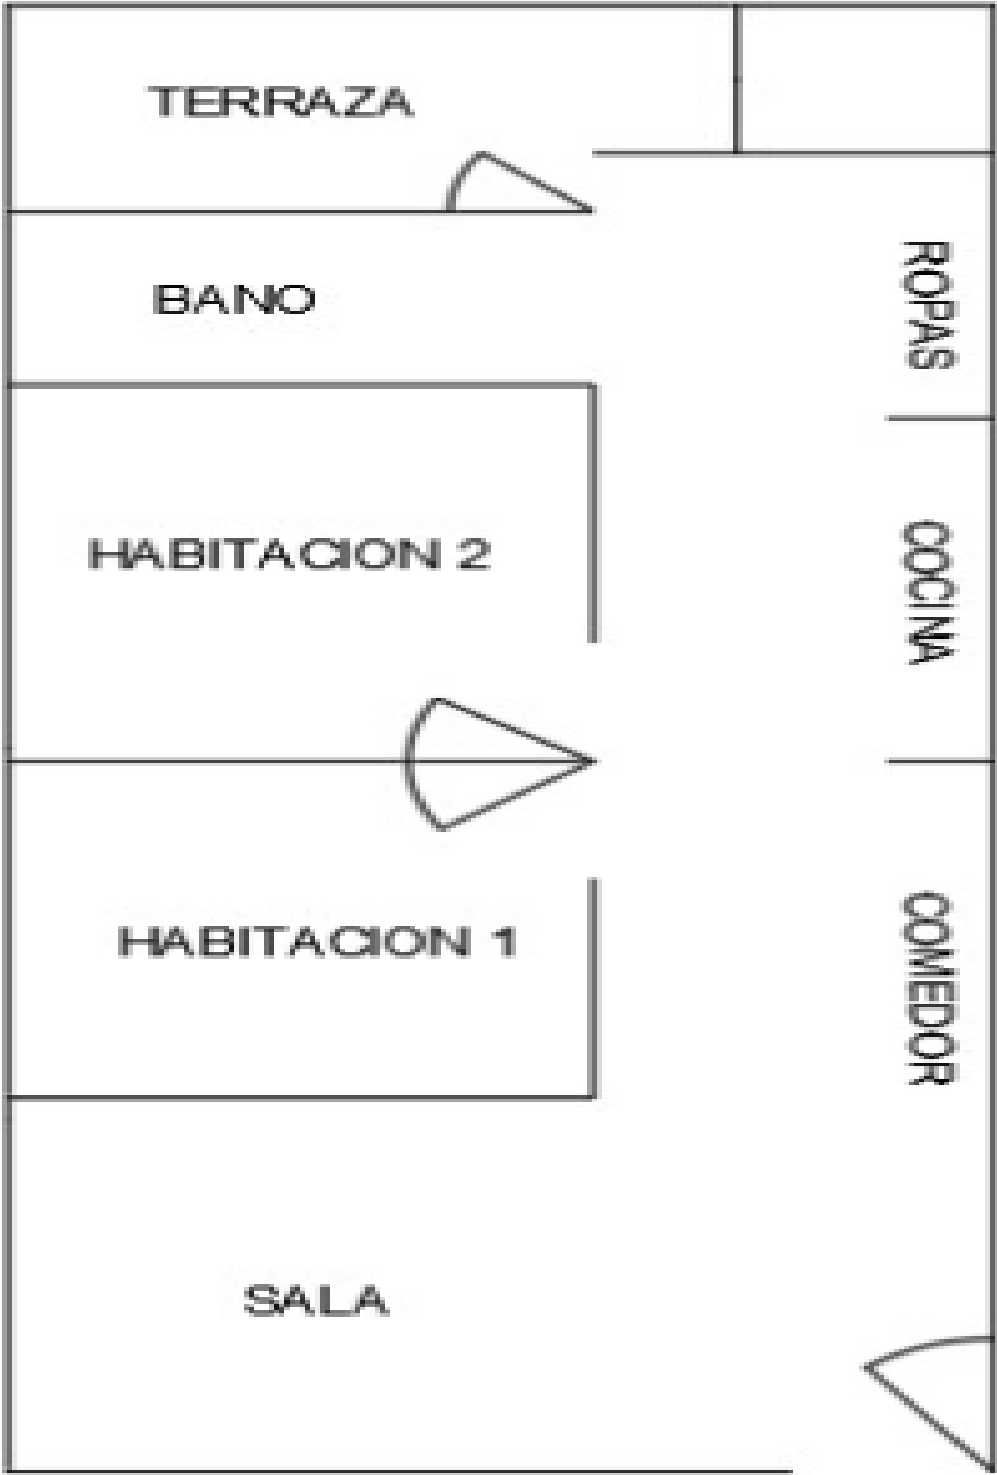 TERRAZA
BANO
ROPAS
HABITACION 2
COCINA
HABITACION 1
COMEDOR
SALA